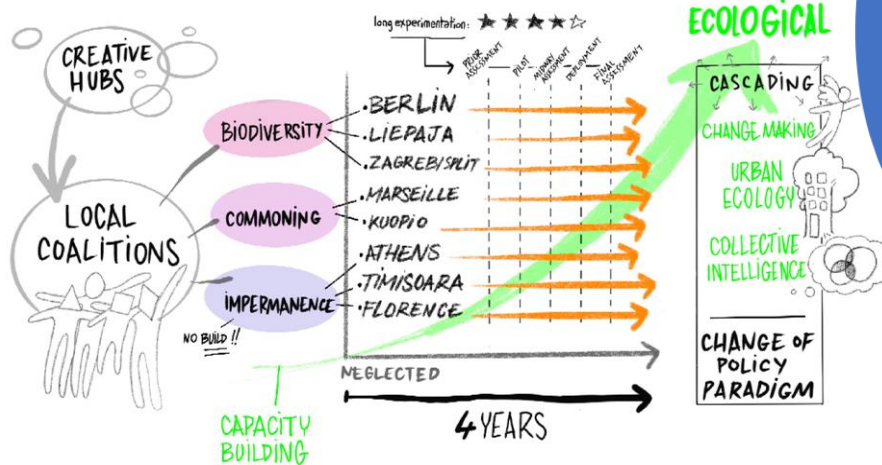 CREATIVE
HUBS
LOCAL
COALITIONS
BIODIVERSITY
COMMONING
IMPERMANENCE
NO BUILD!!
CAPACITY
BUILDING
long experimentation:
PRIOR
ASSESSMENT
PILOT
MIDWAY
ASSESSMENT
DEPLOYMENT
FINAL
ASSESSMENT
•BERLIN
•LIEPAJA
•ZAGREB/SPLIT
•MARSEILLE
•KUOPIO
•ATHENS
•TIMISOARA
•FLORENCE
NEGLECTED
4 YEARS
ECOLOGICAL
CASCADING
CHANGE MAKING
URBAN
ECOLOGY
COLLECTIVE
INTELLIGENCE
CHANGE OF
POLICY
PARADIGM